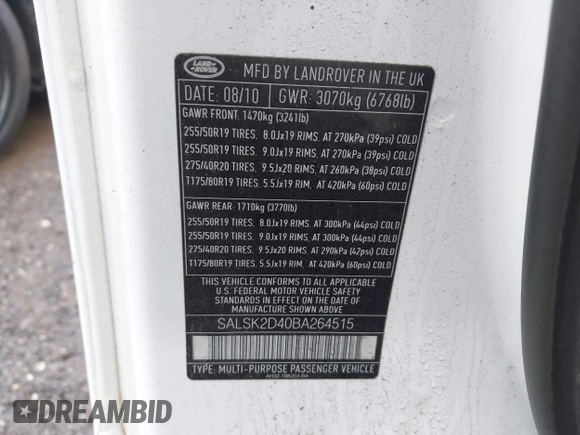 LAND-
ROVER
MFD BY LANDROVER IN THE UK
DATE: 08/10 GWR: 3070kg (6768lb)
GAWR FRONT: 1470kg (3241lb)
255/50R19 TIRES. 8.0Jx19 RIMS. AT 270kPa (39psi) COLD
255/50R19 TIRES. 9.0Jx19 RIMS. AT 270kPa (39psi) COLD
275/40R20 TIRES. 9.5Jx20 RIMS. AT 260kPa (38psi) COLD
T175/80R19 TIRES. 5.5Jx19 RIM. AT 420kPa (60psi) COLD
GAWR REAR: 1710kg (3770lb)
255/50R19 TIRES. 8.0Jx19 RIMS. AT 300kPa (44psi) COLD
255/50R19 TIRES. 9.0Jx19 RIMS. AT 300kPa (44psi) COLD
275/40R20 TIRES. 9.5Jx20 RIMS. AT 290kPa (42psi) COLD
T175/80R19 TIRES. 5.5Jx19 RIM. AT 420kPa (60psi) COLD
THIS VEHICLE CONFORMS TO ALL APPLICABLE
U.S. FEDERAL MOTOR VEHICLE SAFETY
STANDARDS IN EFFECT ON THE DATE OF
MANUFACTURE SHOWN ABOVE
SALSK2D40BA264515
TYPE: MULTI-PURPOSE PASSENGER VEHICLE
DREAMBID